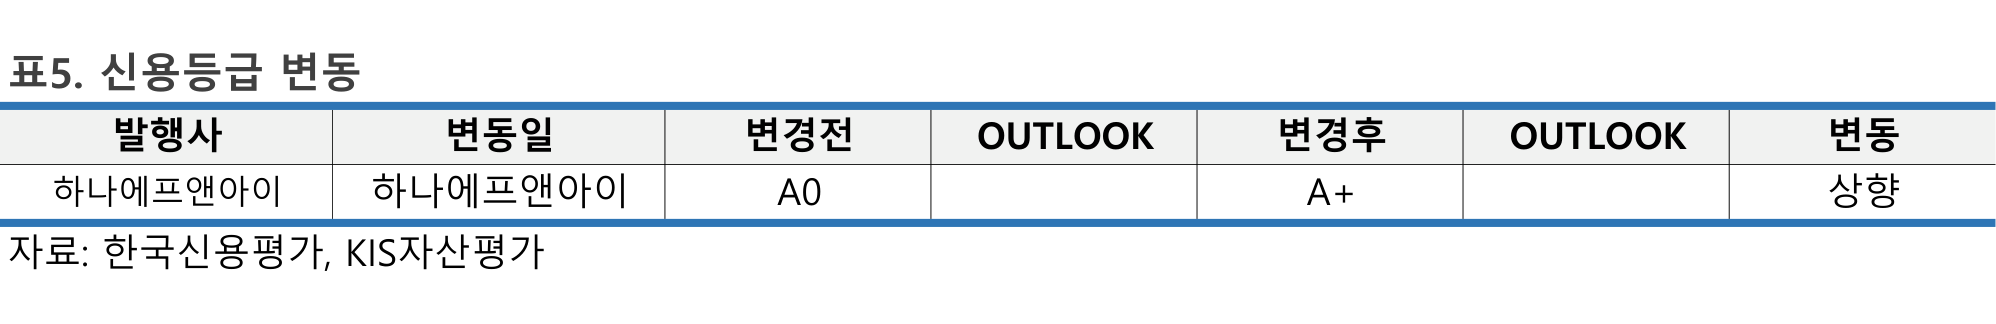 표5. 신용등급 변동
발행사 변동일 변경전 OUTLOOK 변경후 OUTLOOK 변동
하나에프앤아이 하나에프앤아이 A0 A+ 상향
자료: 한국신용평가, KIS자산평가